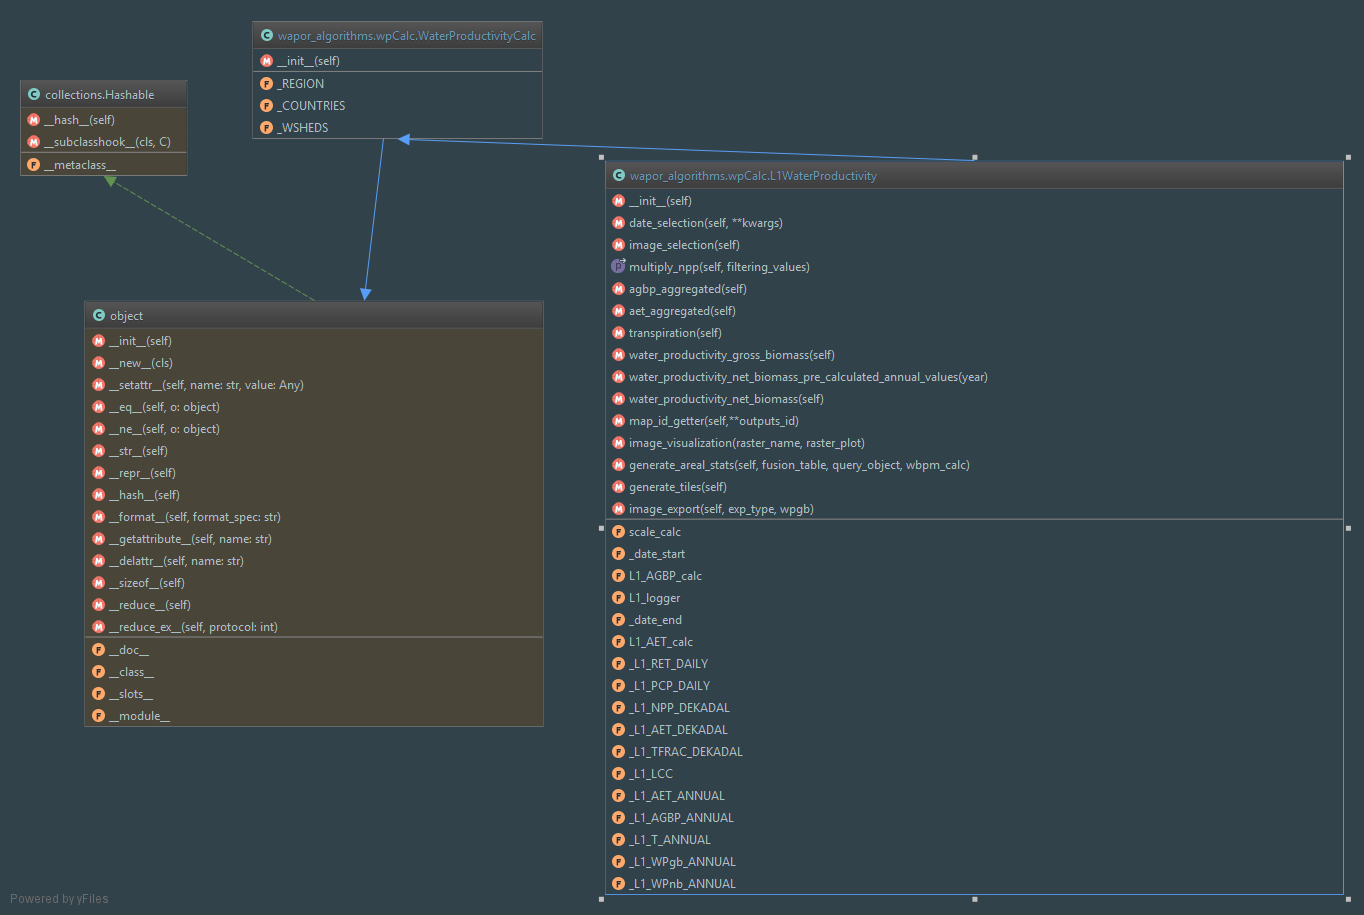 wapor_algorithms.wpCalc.WaterProductivityCalc
__init__(self)
_REGION
_COUNTRIES
_WSHEDS
collections.Hashable
__hash__(self)
__subclasshook__(cls, C)
__metaclass__
wapor_algorithms.wpCalc.L1WaterProductivity
__init__(self)
date_selection(self, **kwargs)
image_selection(self)
multiply_npp(self, filtering_values)
agbp_aggregated(self)
aet_aggregated(self)
transpiration(self)
water_productivity_gross_biomass(self)
water_productivity_net_biomass_pre_calculated_annual_values(year)
water_productivity_net_biomass(self)
map_id_getter(self,**outputs_id)
image_visualization(raster_name, raster_plot)
generate_areal_stats(self, fusion_table, query_object, wbpm_calc)
generate_tiles(self)
image_export(self, exp_type, wpgb)
scale_calc
_date_start
L1_AGBP_calc
L1_logger
_date_end
L1_AET_calc
_L1_RET_DAILY
_L1_PCP_DAILY
_L1_NPP_DEKADAL
_L1_AET_DEKADAL
_L1_TFRAC_DEKADAL
_L1_LCC
_L1_AET_ANNUAL
_L1_AGBP_ANNUAL
_L1_T_ANNUAL
_L1_WPgb_ANNUAL
_L1_WPnb_ANNUAL
object
__init__(self)
__new__(cls)
__setattr__(self, name: str, value: Any)
__eq__(self, o: object)
__ne__(self, o: object)
__str__(self)
__repr__(self)
__hash__(self)
__format__(self, format_spec: str)
__getattribute__(self, name: str)
__delattr__(self, name: str)
__sizeof__(self)
__reduce__(self)
__reduce_ex__(self, protocol: int)
__doc__
__class__
__slots__
__module__
Powered by yFiles